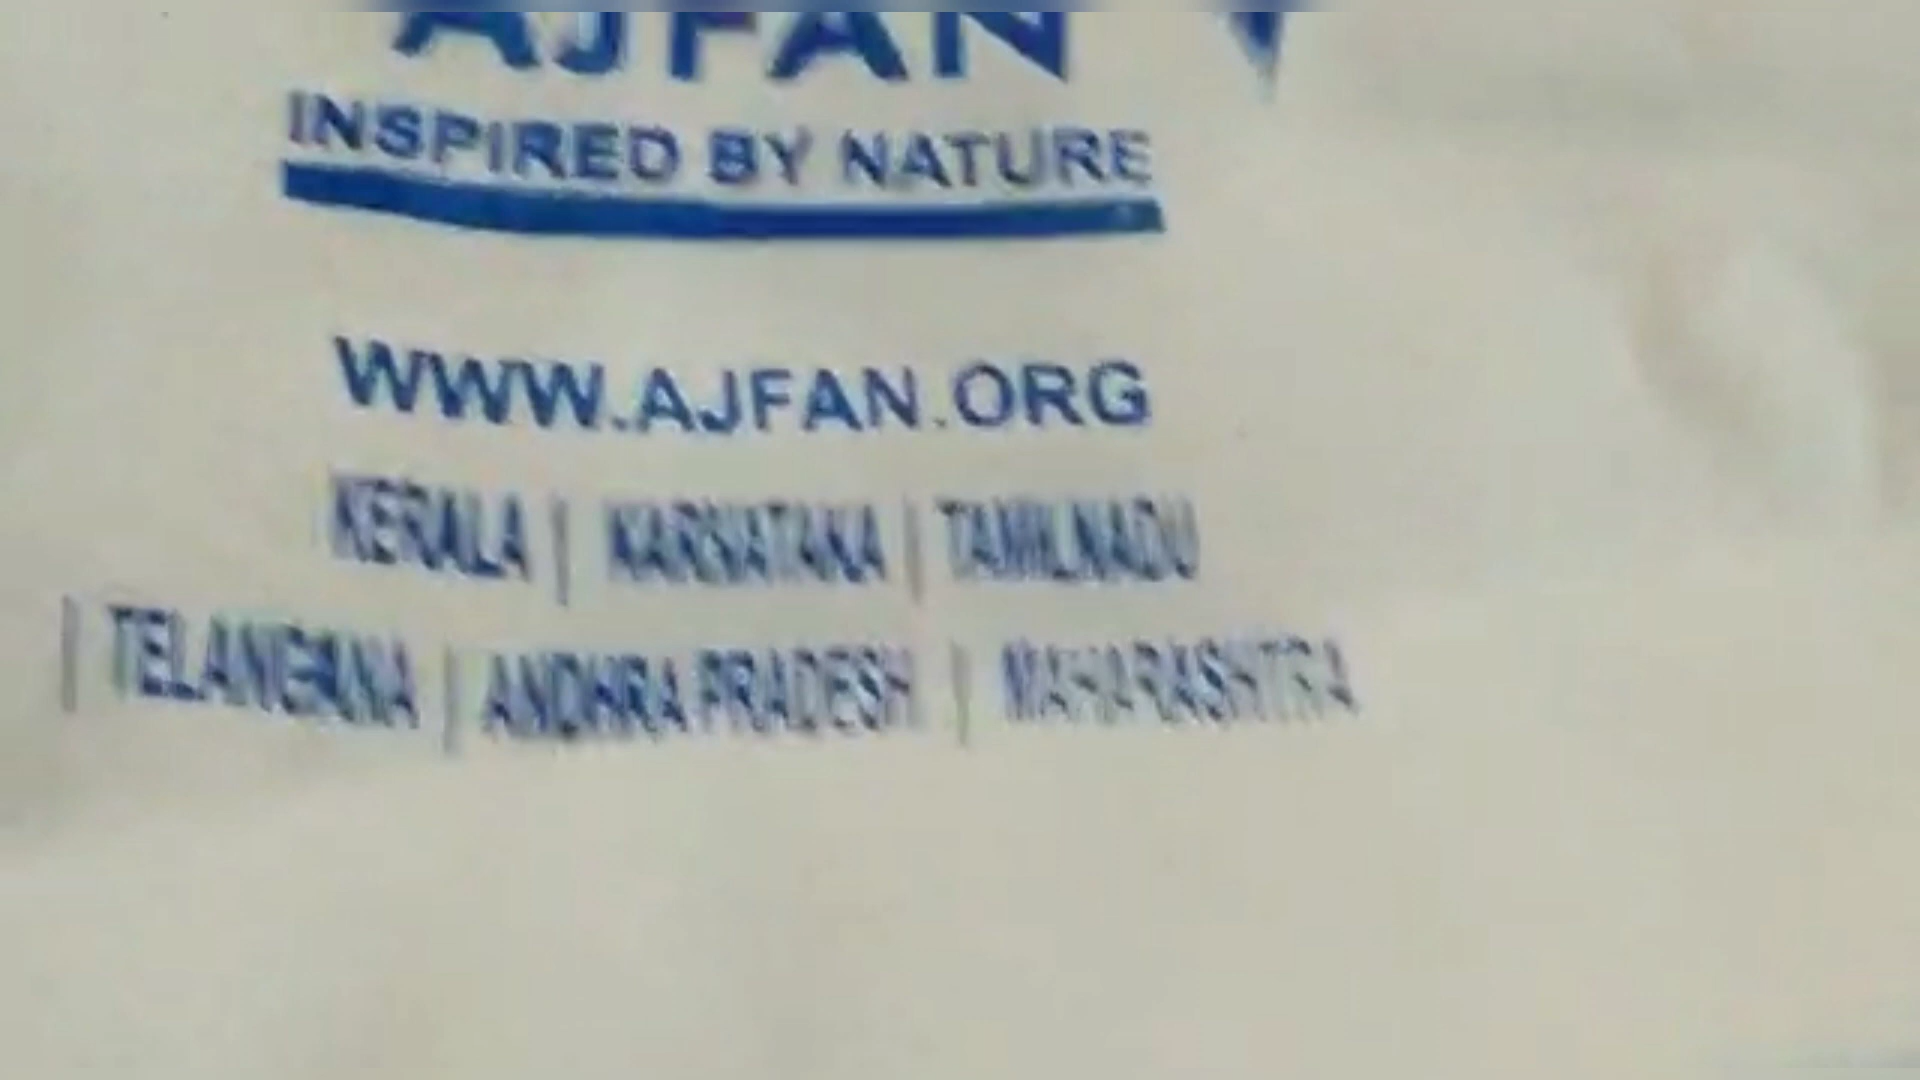 AJFAN
INSPIRED BY NATURE
WWW.AJFAN.ORG
KERALA | KARNATAKA | TAMILNADU
| TELANGANA | ANDHRA PRADESH | MAHARASHTRA